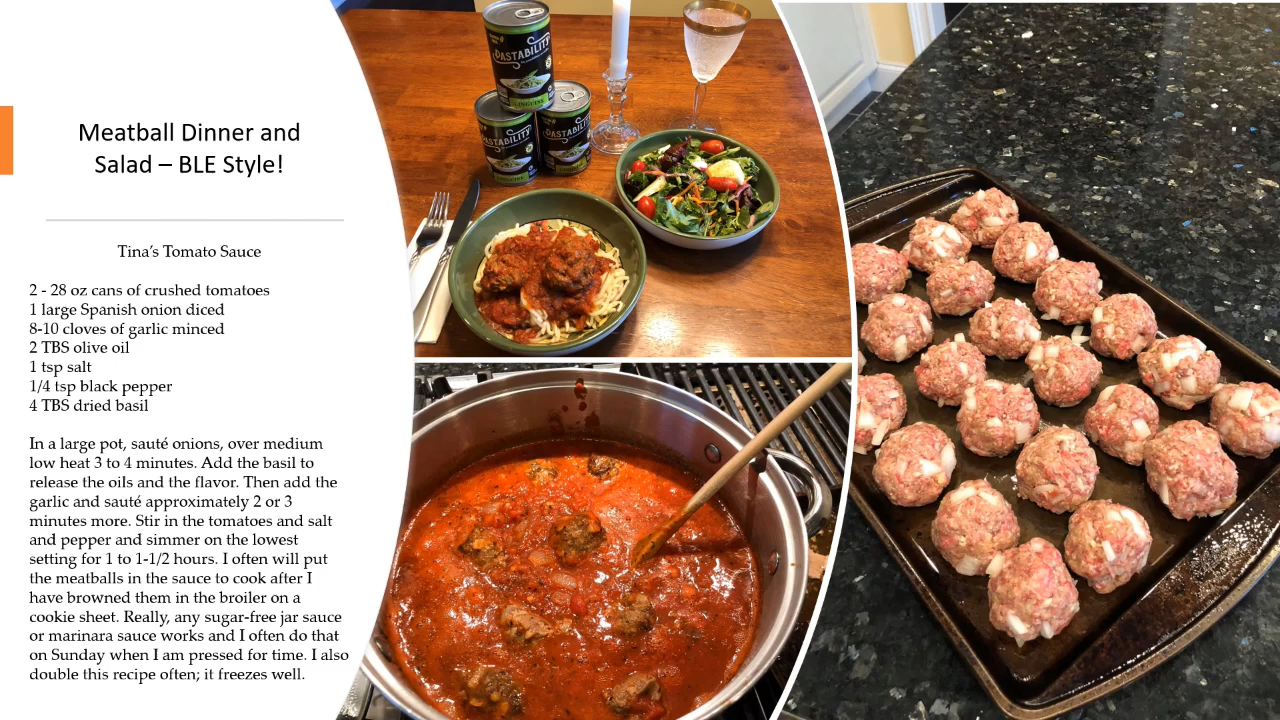 Meatball Dinner and
Salad – BLE Style!
Tina's Tomato Sauce
2 - 28 oz cans of crushed tomatoes
1 large Spanish onion diced
8-10 cloves of garlic minced
2 TBS olive oil
1 tsp salt
1/4 tsp black pepper
4 TBS dried basil
In a large pot, sauté onions, over medium
low heat 3 to 4 minutes. Add the basil to
release the oils and the flavor. Then add the
garlic and sauté approximately 2 or 3
minutes more. Stir in the tomatoes and salt
and pepper and simmer on the lowest
setting for 1 to 1-1/2 hours. I often will put
the meatballs in the sauce to cook after I
have browned them in the broiler on a
cookie sheet. Really, any sugar-free jar sauce
or marinara sauce works and I often do that
on Sunday when I am pressed for time. I also
double this recipe often; it freezes well.
PASTABILITY
LINGUINE
PASTABILITY
LINGUINE
PASTABILITY